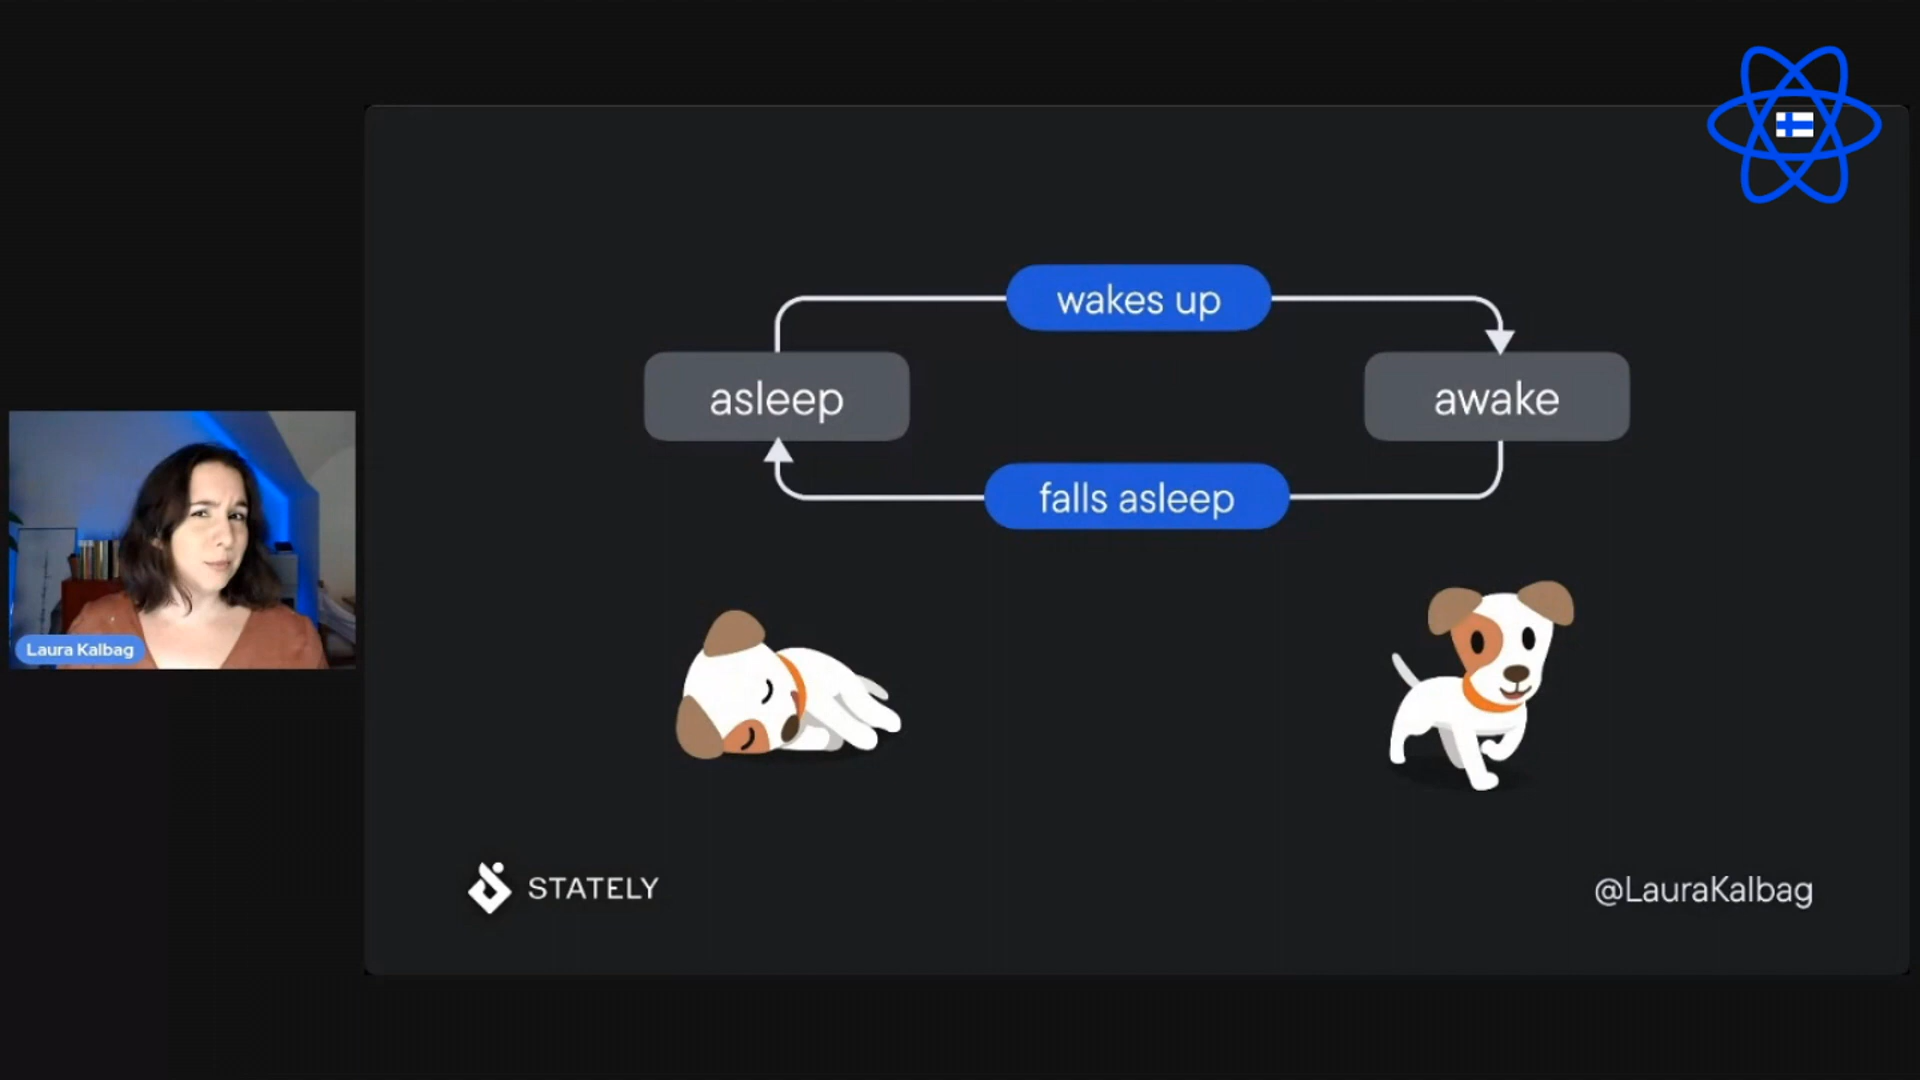 wakes up
asleep
awake
falls asleep
Laura Kalbag
STATELY
@LauraKalbag